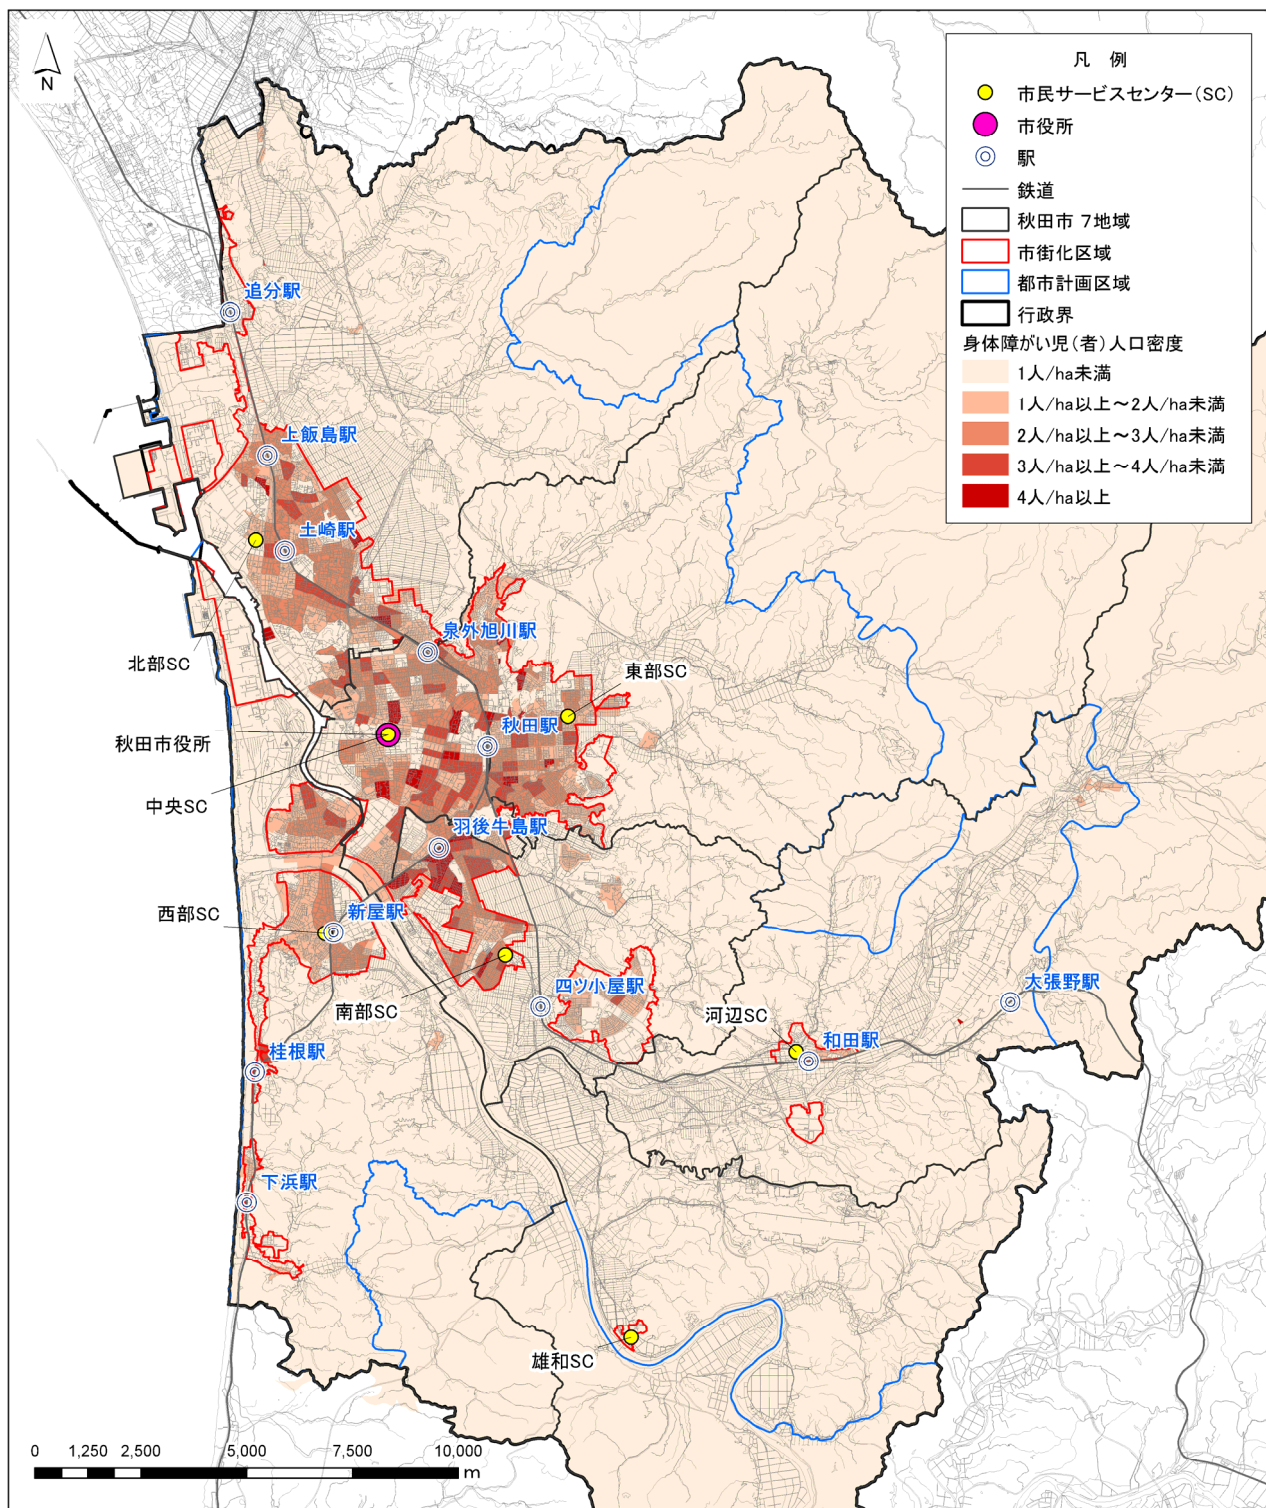 N
凡 例
市民サービスセンター(SC)
市役所
駅
鉄道
秋田市 7地域
市街化区域
都市計画区域
行政界
身体障がい児(者)人口密度
1人/ha未満
1人/ha以上～2人/ha未満
2人/ha以上～3人/ha未満
3人/ha以上～4人/ha未満
4人/ha以上
追分駅
上飯島駅
土崎駅
泉外旭川駅
北部SC
東部SC
秋田駅
秋田市役所
中央SC
羽後牛島駅
西部SC
新屋駅
南部SC
四ツ小屋駅
大張野駅
河辺SC
和田駅
桂根駅
下浜駅
雄和SC
0 1,250 2,500 5,000 7,500 10,000
m